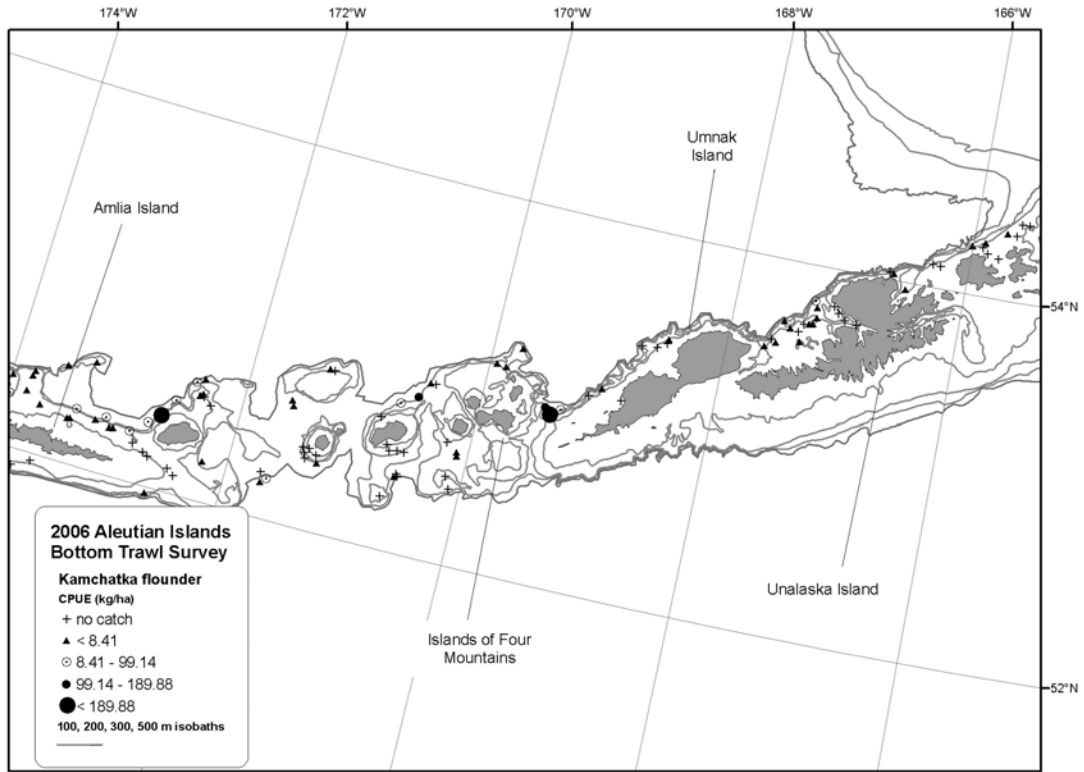 174°W
172°W
170°W
168°W
166°W
Umnak
Island
Amlia Island
54°N
Unalaska Island
Islands of Four
Mountains
52°N
2006 Aleutian Islands
Bottom Trawl Survey
Kamchatka flounder
CPUE (kg/ha)
no catch
< 8.41
8.41 - 99.14
99.14 - 189.88
< 189.88
100, 200, 300, 500 m isobaths